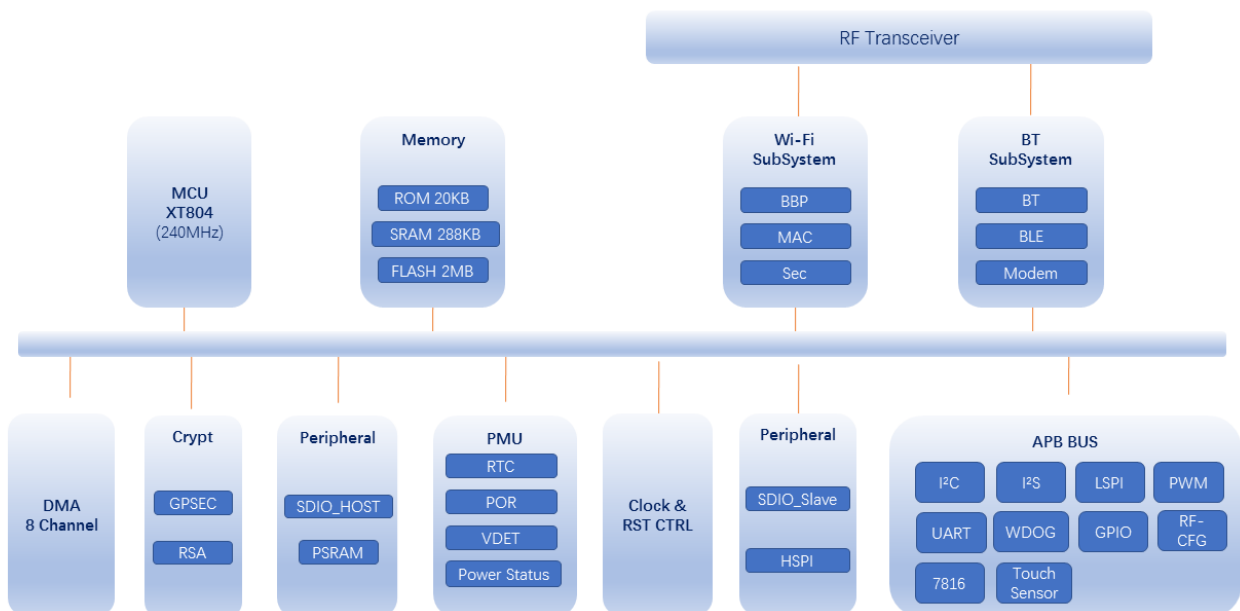 RF Transceiver
MCU
XT804
(240MHz)
Memory
ROM 20KB
SRAM 288KB
FLASH 2MB
Wi-Fi
SubSystem
BBP
MAC
Sec
BT
SubSystem
BT
BLE
Modem
DMA
8 Channel
Crypt
GPSEC
RSA
Peripheral
SDIO_HOST
PSRAM
PMU
RTC
POR
VDET
Power Status
Clock &
RST CTRL
Peripheral
SDIO_Slave
HSPI
APB BUS
I²C
I²S
LSPI
PWM
UART
WDOG
GPIO
RF-
CFG
7816
Touch
Sensor